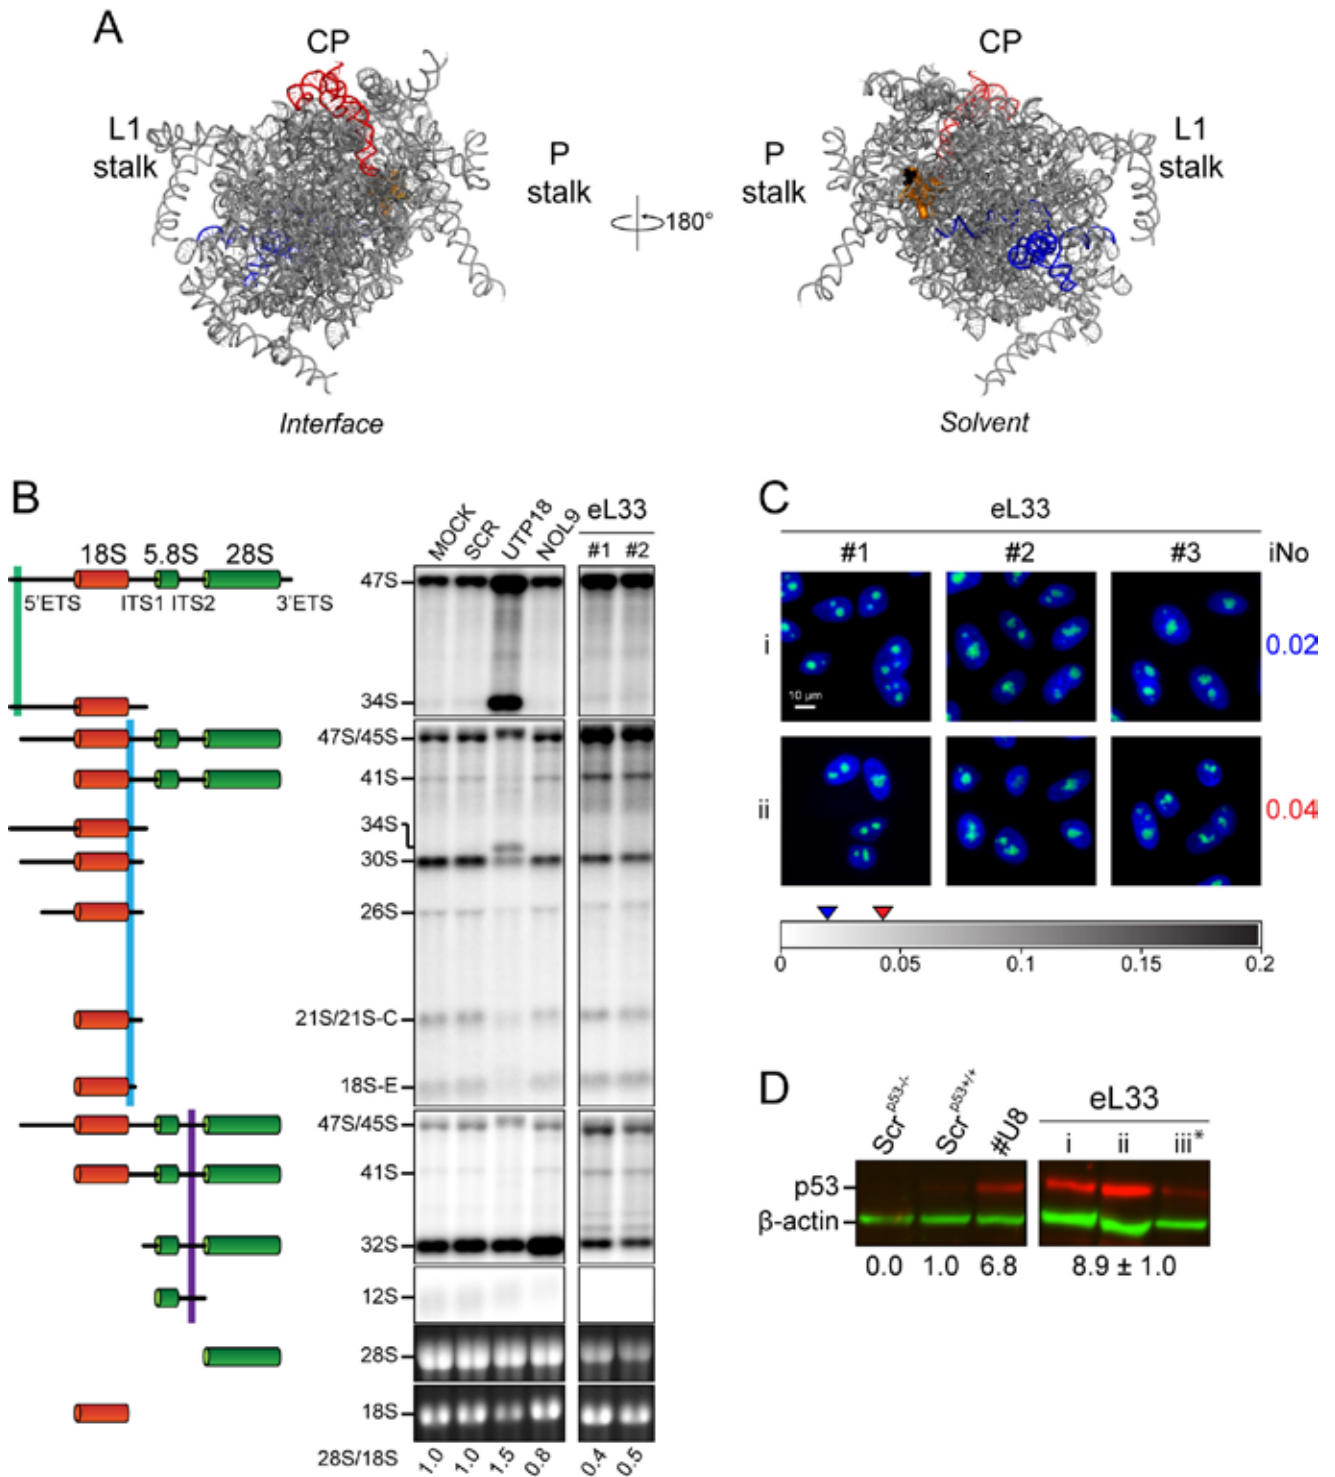 A
CP
L1 stalk
P stalk
Interface
180°
CP
P stalk
L1 stalk
Solvent
B
18S 5.8S 28S
5'ETS ITS1 ITS2 3'ETS
MOCK SCR UTP18 NOL9
eL33
#1 #2
47S
34S
47S/45S
41S
34S
30S
26S
21S/21S-C
18S-E
47S/45S
41S
32S
12S
28S
18S
28S/18S 1.0 1.0 1.5 0.8 0.4 0.5
C
eL33
#1 #2 #3 iNo
i 0.02
10 µm
ii 0.04
0 0.05 0.1 0.15 0.2
D
Scr p53-/- Scr p53+/+ #U8
eL33
i ii iii*
p53
β-actin
0.0 1.0 6.8 8.9 ± 1.0